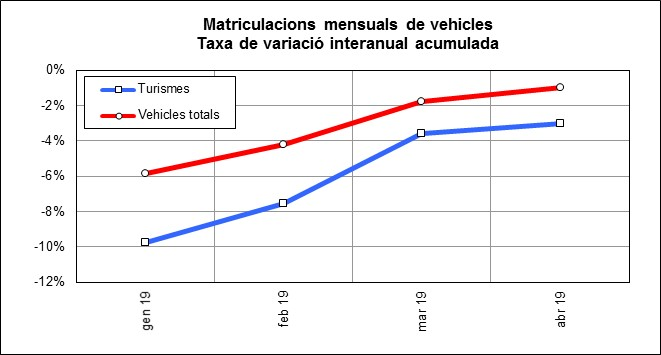 Matriculacions mensuals de vehicles
Taxa de variació interanual acumulada
0%
-2%
-4%
-6%
-8%
-10%
-12%
Turismes
Vehicles totals
gen 19
feb 19
mar 19
abr 19